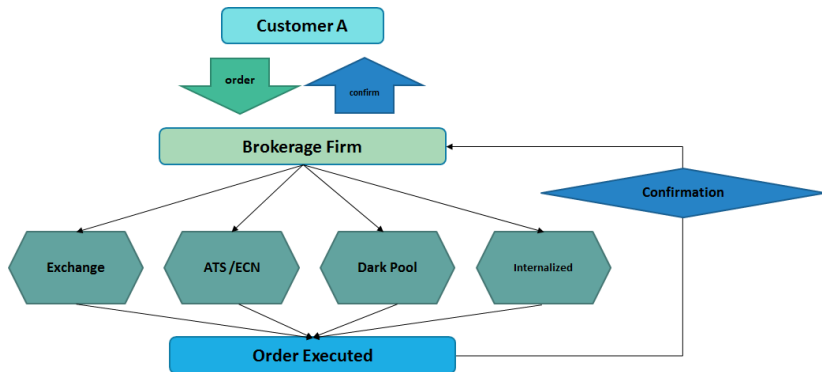 Customer A
order
confirm
Brokerage Firm
Confirmation
Exchange
ATS /ECN
Dark Pool
Internalized
Order Executed